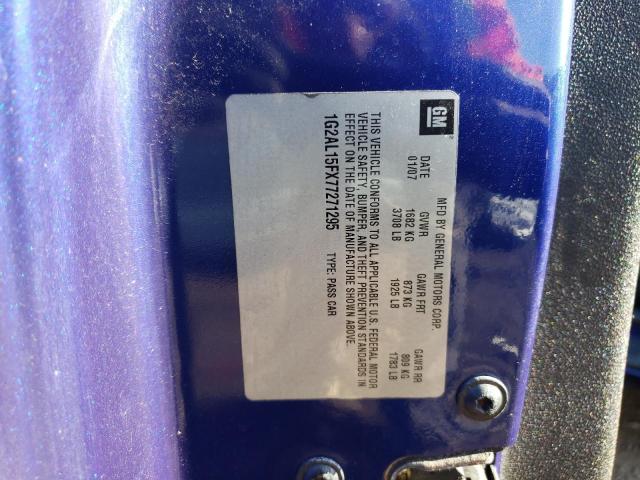 GM
MFD BY GENERAL MOTORS CORP
DATE GVWR GAWR FRT GAWR RR
01/07 1682 KG 873 KG 809 KG
3708 LB 1925 LB 1783 LB
THIS VEHICLE CONFORMS TO ALL APPLICABLE U.S. FEDERAL MOTOR
VEHICLE SAFETY, BUMPER, AND THEFT PREVENTION STANDARDS IN
EFFECT ON THE DATE OF MANUFACTURE SHOWN ABOVE.
1G2AL15FX77271295 TYPE: PASS CAR